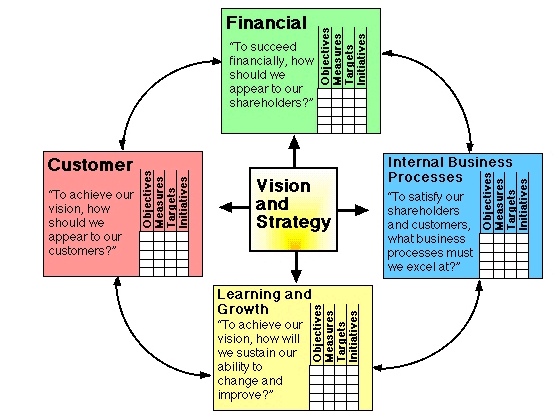 Financial
“To succeed
financially, how
should we
appear to our
shareholders?”
Objectives
Measures
Targets
Initiatives
Customer
“To achieve our
vision, how
should we
appear to our
customers?”
Objectives
Measures
Targets
Initiatives
Vision
and
Strategy
Internal Business
Processes
“To satisfy our
shareholders
and customers,
what business
processes must
we excel at?”
Objectives
Measures
Targets
Initiatives
Learning and
Growth
“To achieve our
vision, how will
we sustain our
ability to
change and
improve?”
Objectives
Measures
Targets
Initiatives